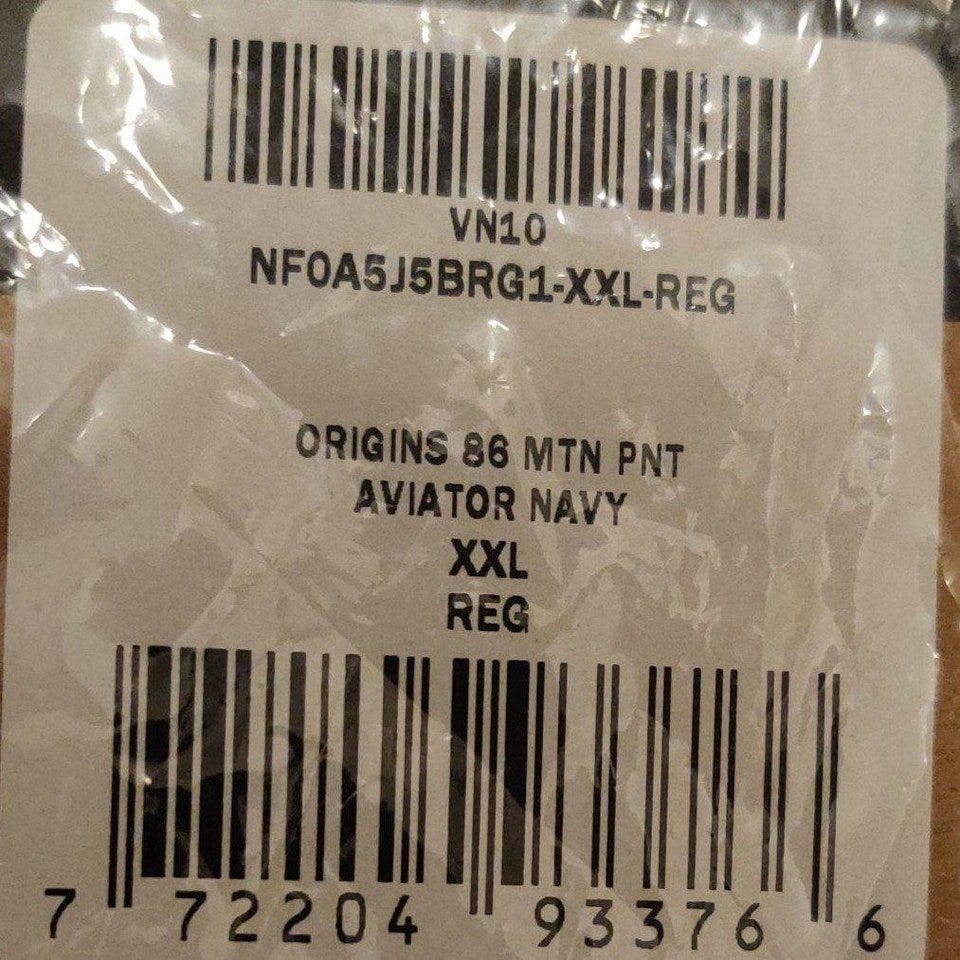 VN10
NF0A5J5BRG1-XXL-REG
ORIGINS 86 MTN PNT
AVIATOR NAVY
XXL
REG
7 72204 93376 6